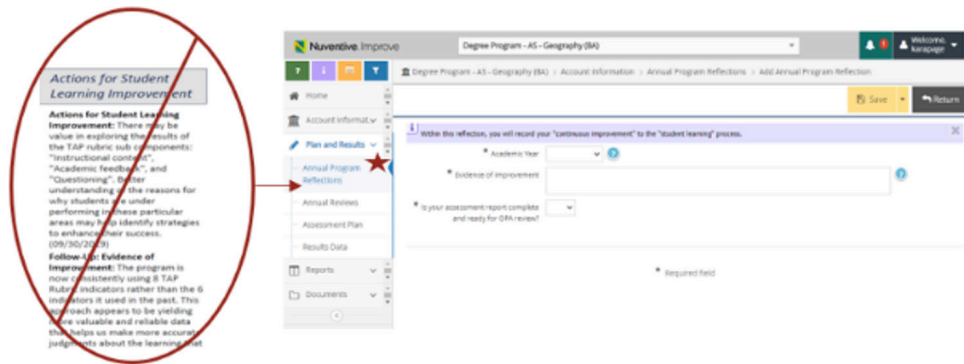 Actions for Student
Learning Improvement
Actions for Student Learning
Improvement: There may be
value in exploring the results of
the TAP rubric sub components:
"Instructional content",
"Academic feedback", and
"Questioning". Better
understanding of the reasons for
why students are under
performing in these particular
areas may help identify strategies
to enhance their success.
(09/30/2019)
Follow-Up: Evidence of
Improvement: The program is
now consistently using 8 TAP
Rubric indicators rather than the 6
indicators it used in the past. This
approach appears to be yielding
more valuable and reliable data
that helps us make more accurate
judgments about the learning that
Nuventive.Improve
Degree Program - AS - Geography (BA)
Welcome,
karapage
Degree Program - AS - Geography (BA) > Account Information > Annual Program Reflections > Add Annual Program Reflection
Home
Account Informat..
Plan and Results
Annual Program
Reflections
Annual Reviews
Assessment Plan
Results Data
Reports
Documents
Save
Return
Within this reflection, you will record your "continuous improvement" to the "student learning" process.
* Academic Year
* Evidence of improvement
* Is your assessment report complete
and ready for OPA review?
* Required field